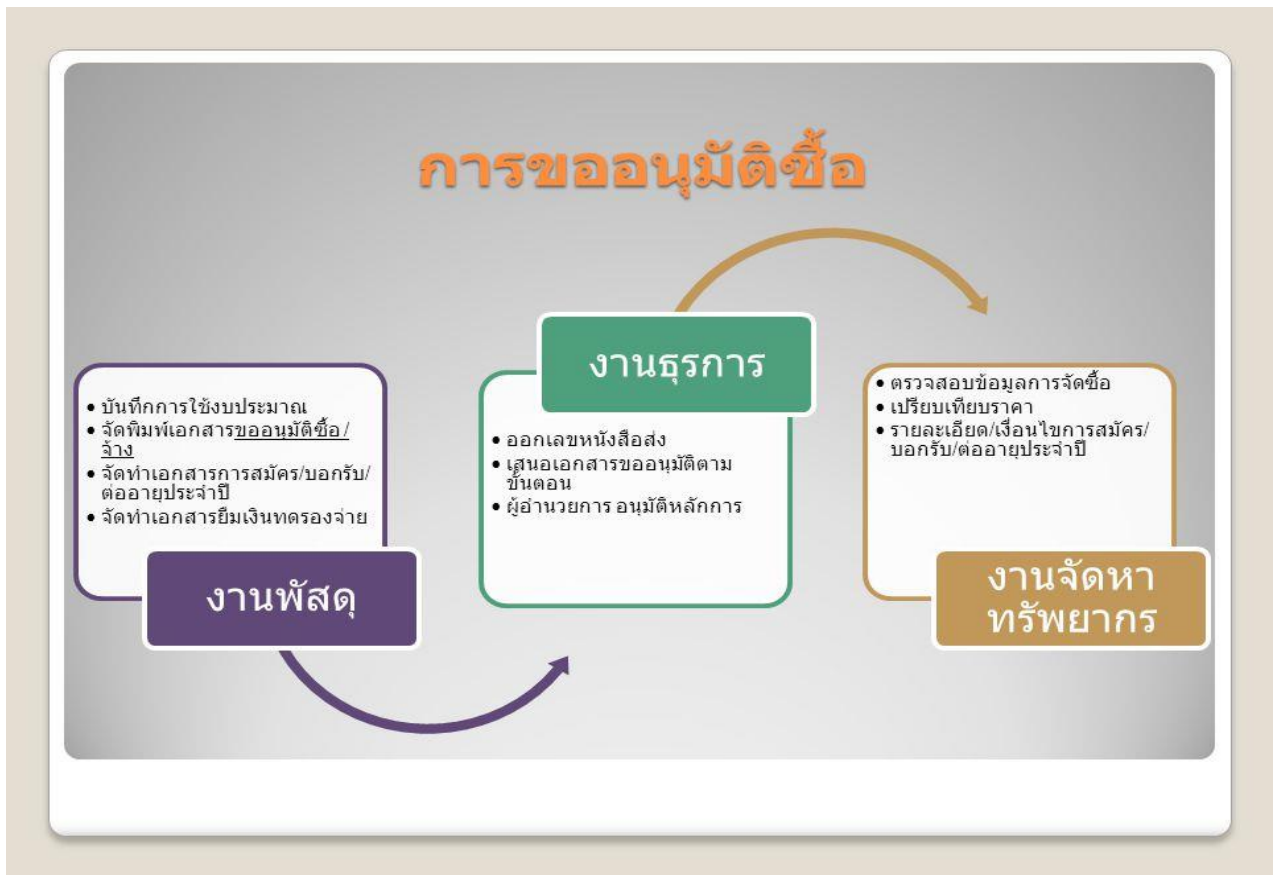 การขออนุมัติซื้อ
• บันทึกการใช้งบประมาณ
• จัดพิมพ์เอกสารขออนุมัติซื้อ/
จ้าง
• จัดทำเอกสารการสมัคร/บอกรับ/
ต่ออายุประจำปี
• จัดทำเอกสารยืมเงินทดรองจ่าย
งานพัสดุ
งานธุรการ
• ออกเลขหนังสือส่ง
• เสนอเอกสารขออนุมัติตาม
ขั้นตอน
• ผู้อำนวยการ อนุมัติหลักการ
• ตรวจสอบข้อมูลการจัดซื้อ
• เปรียบเทียบราคา
• รายละเอียด/เงื่อนไขการสมัคร/
บอกรับ/ต่ออายุประจำปี
งานจัดหา
ทรัพยากร